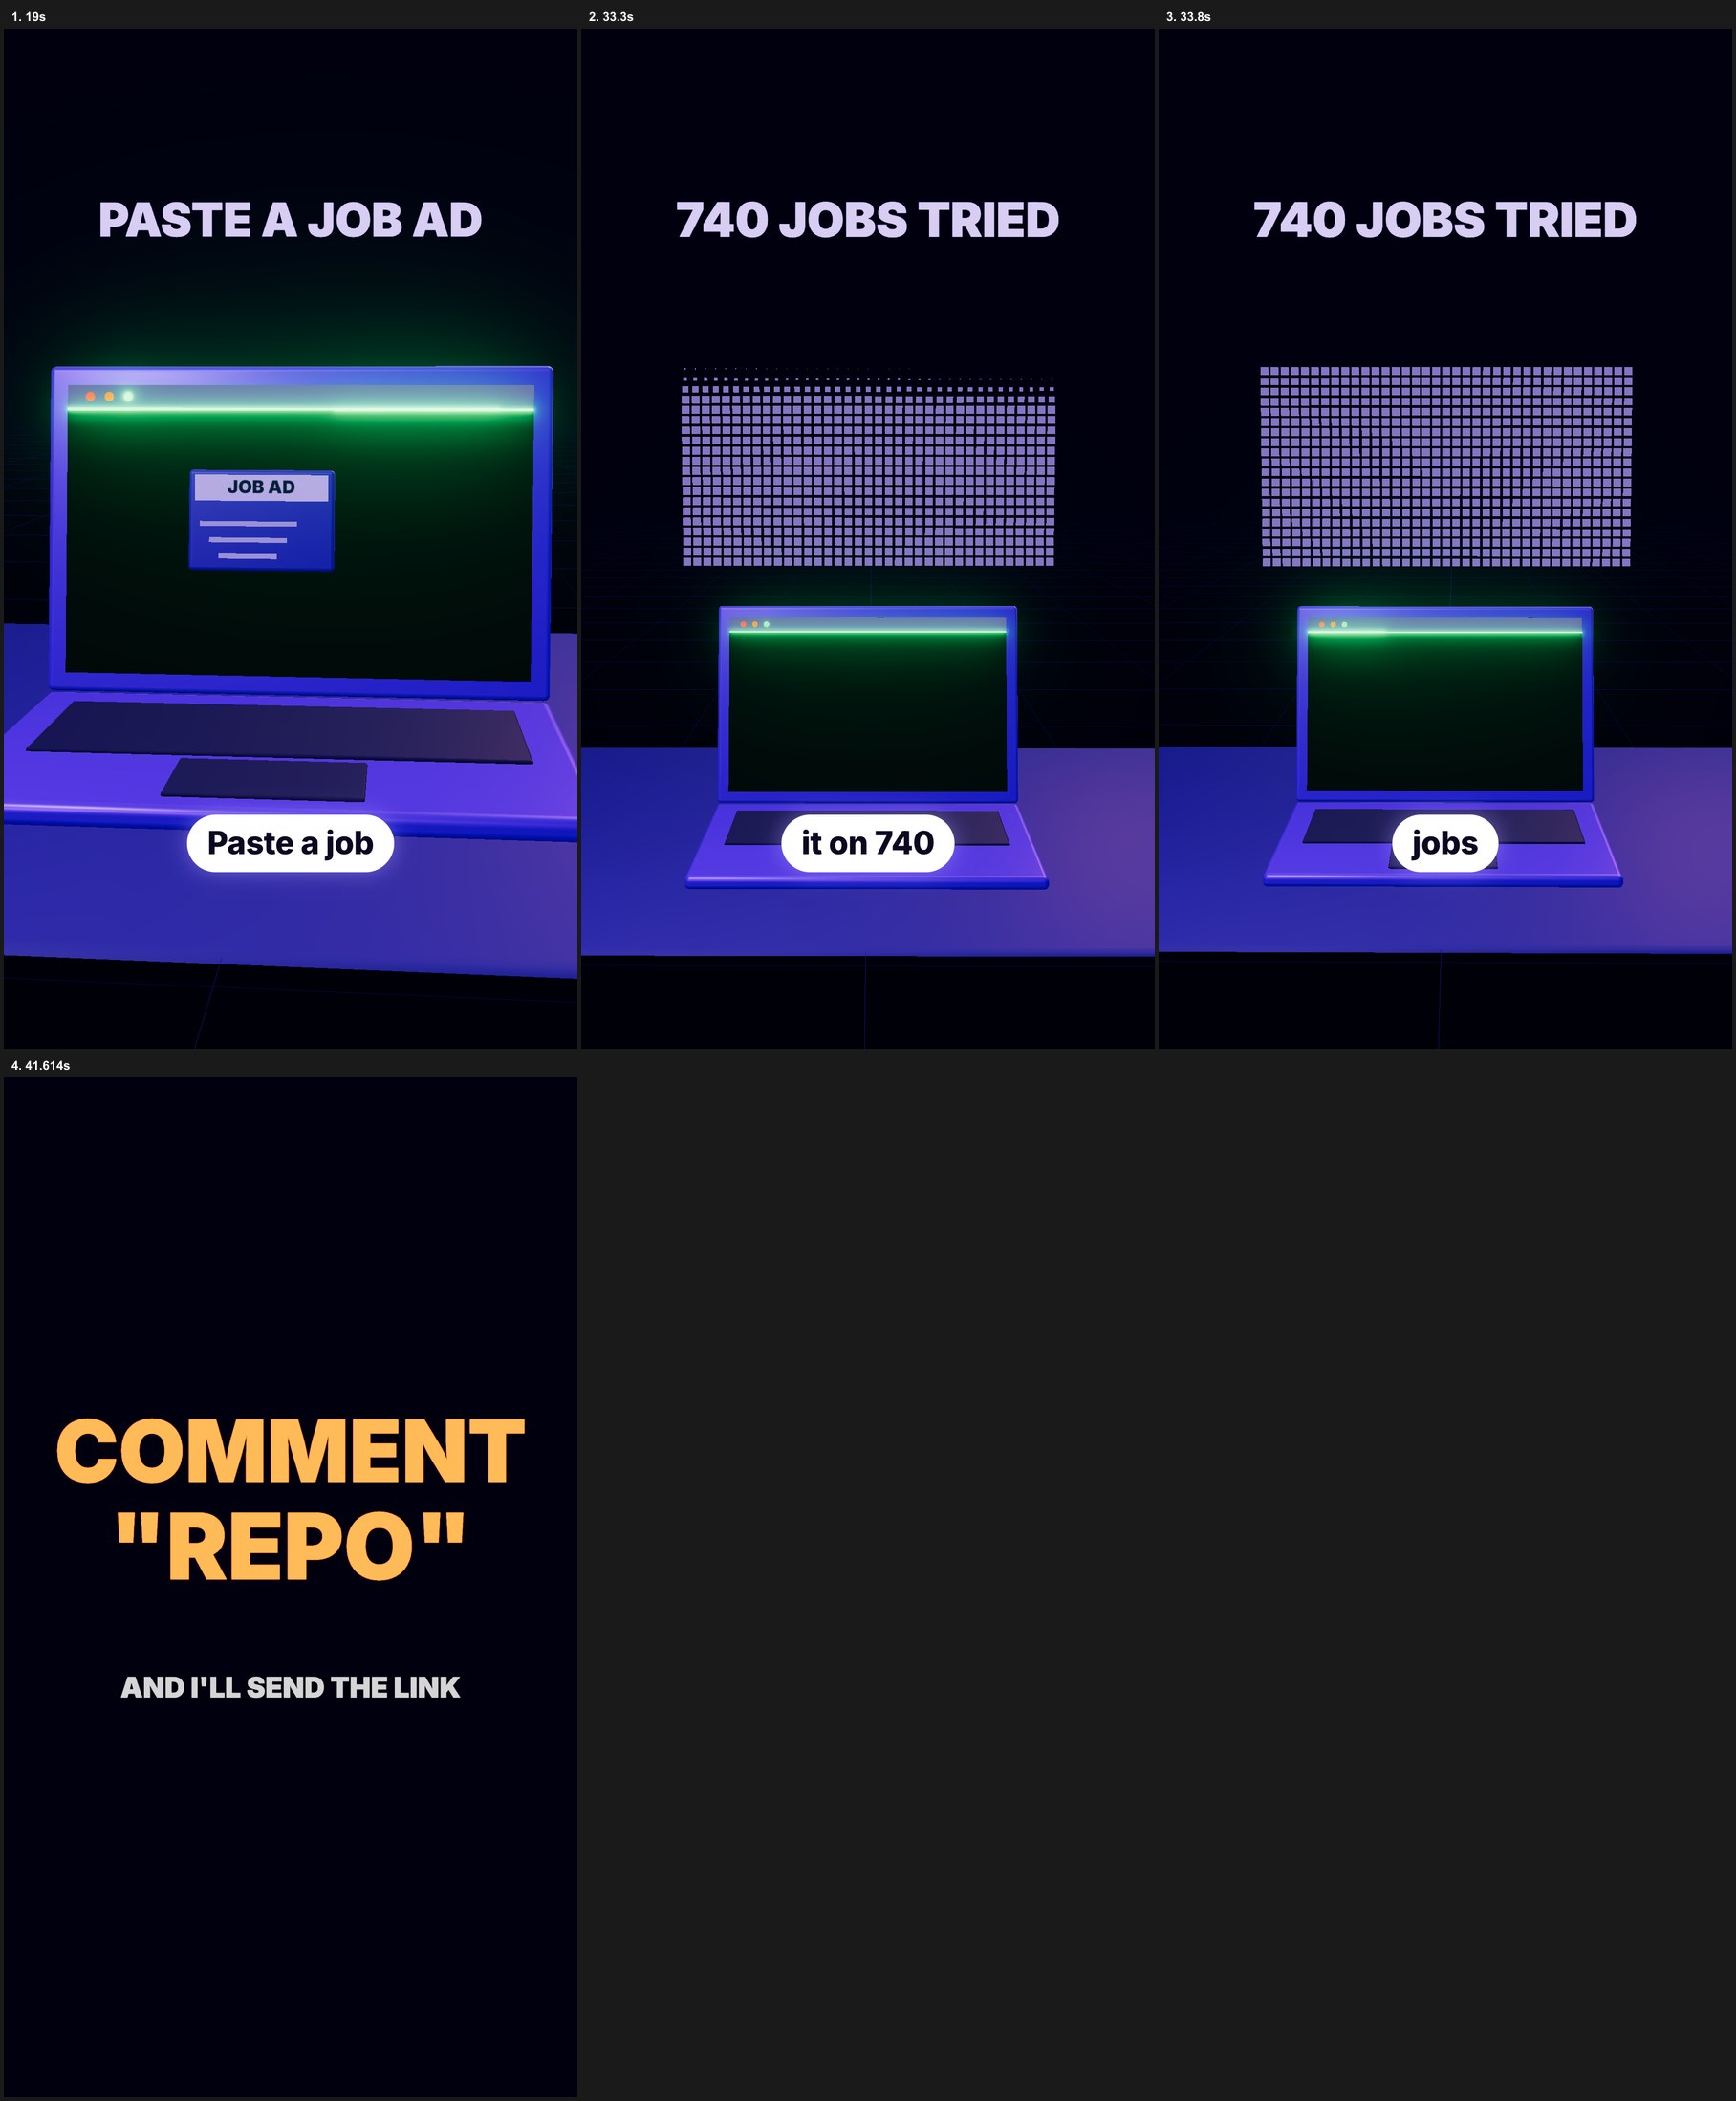 1. 19s
PASTE A JOB AD
JOB AD
Paste a job
2. 33.3s
740 JOBS TRIED
it on 740
3. 33.8s
740 JOBS TRIED
jobs
4. 41.614s
COMMENT
"REPO"
AND I'LL SEND THE LINK